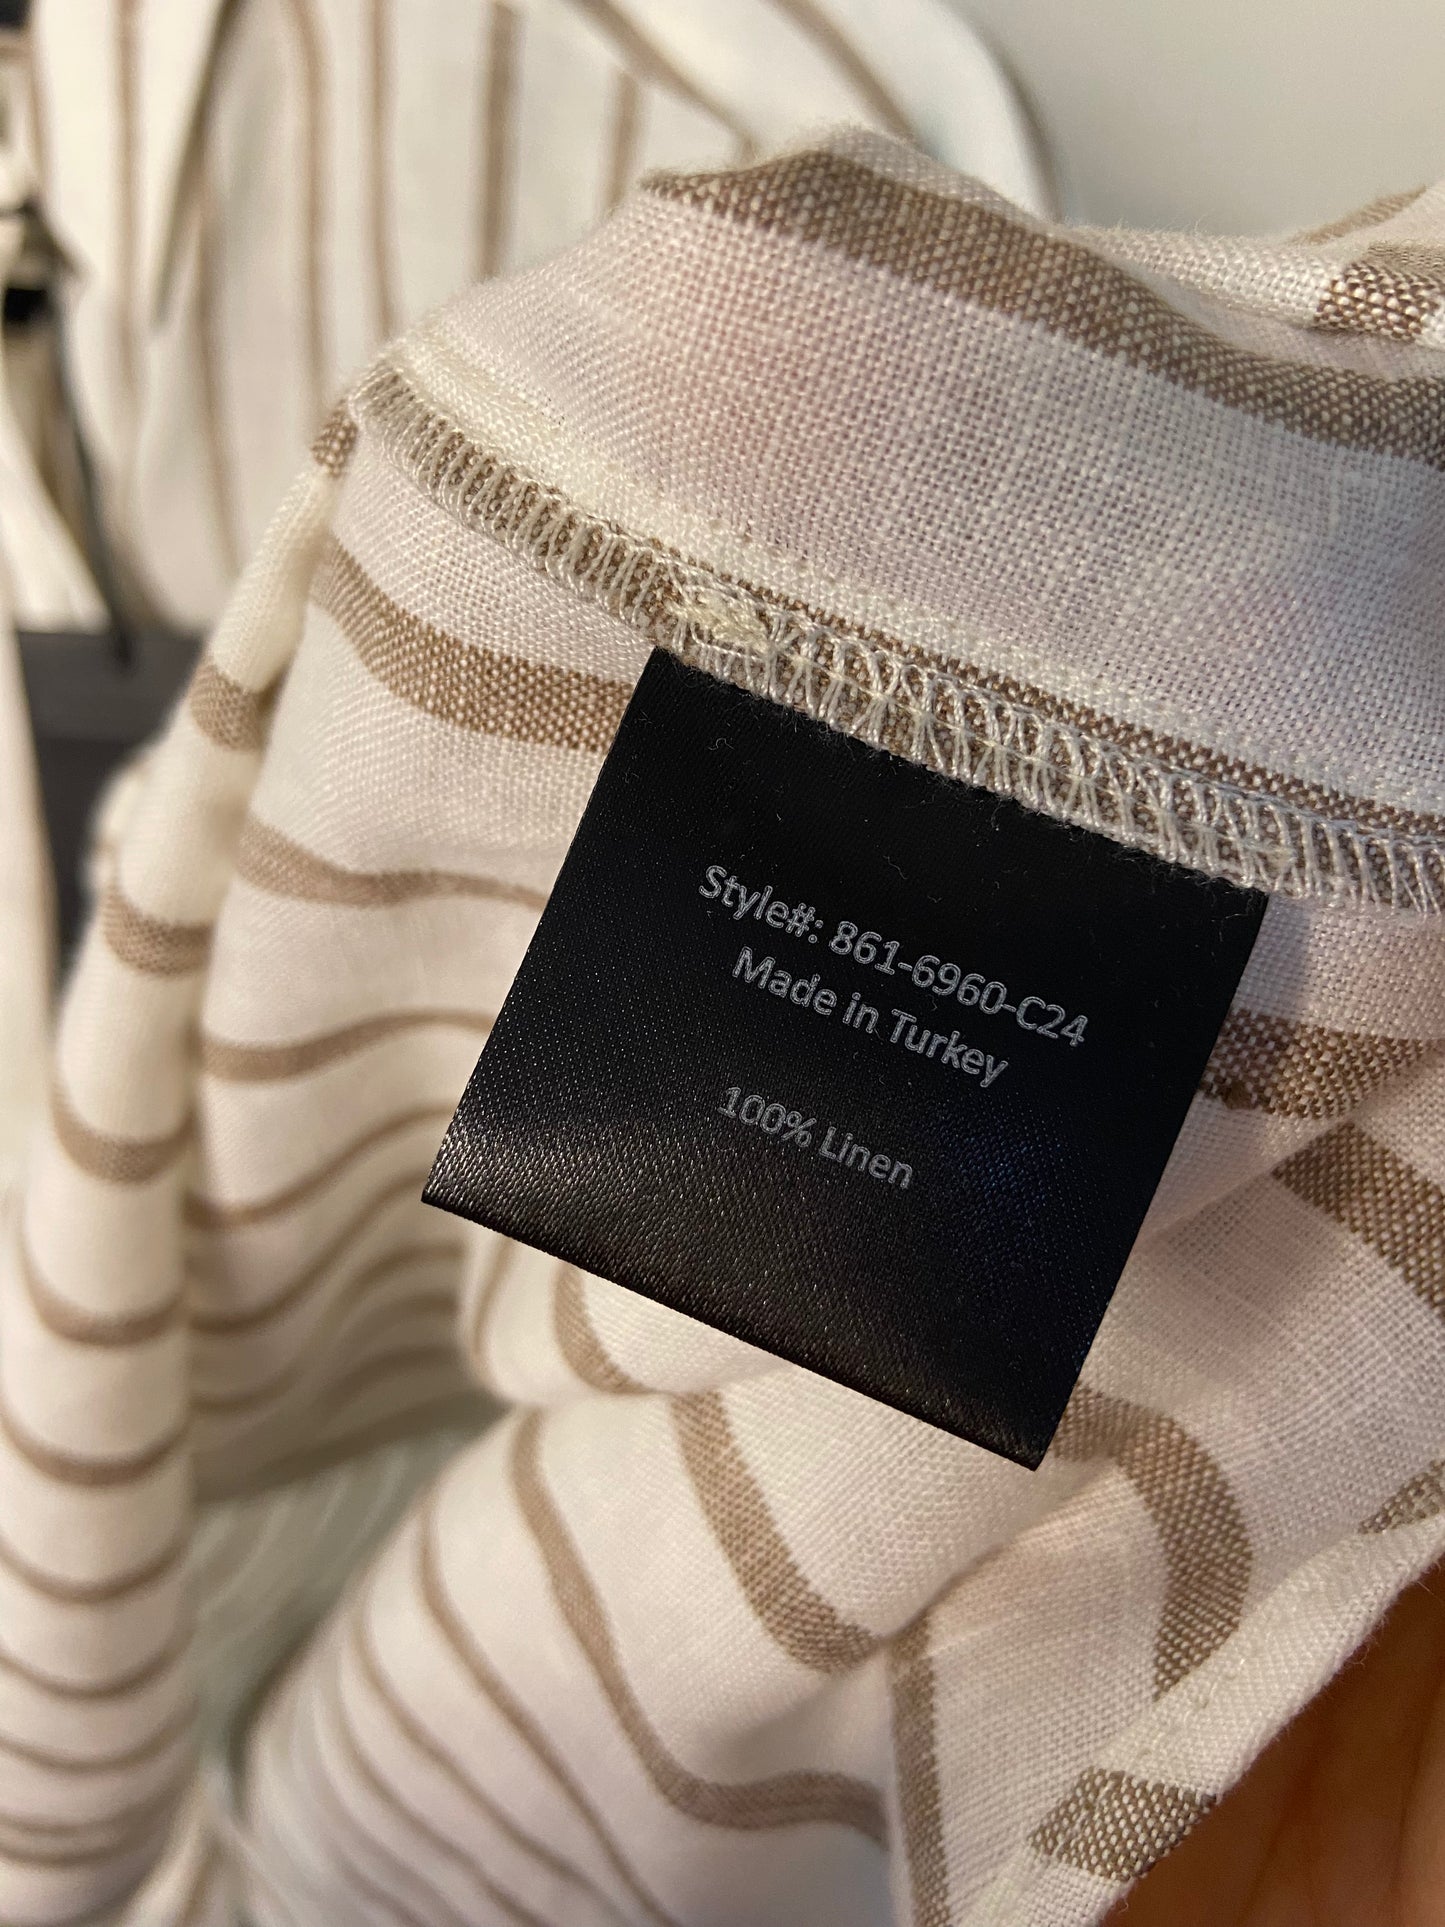 Style#: 861-6960-C24
Made in Turkey
100% Linen